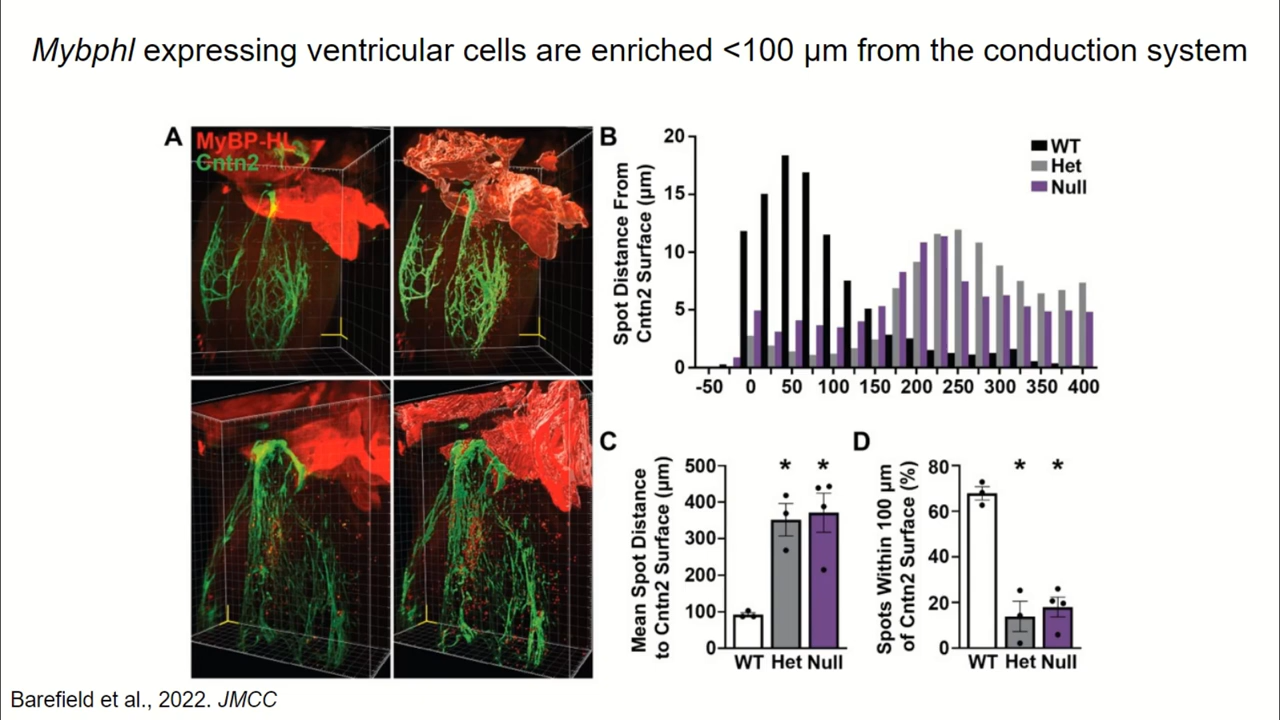 Mybphl expressing ventricular cells are enriched <100 µm from the conduction system
A
MyBP-HL
Cntn2
B
Spot Distance From
Cntn2 Surface (µm)
20
15
10
5
0
-50 0 50 100 150 200 250 300 350 400
WT
Het
Null
C
Mean Spot Distance
to Cntn2 Surface (µm)
500
400
300
200
100
0
* *
WT Het Null
D
Spots Within 100 µm
of Cntn2 Surface (%)
80
60
40
20
0
* *
WT Het Null
Barefield et al., 2022. JMCC